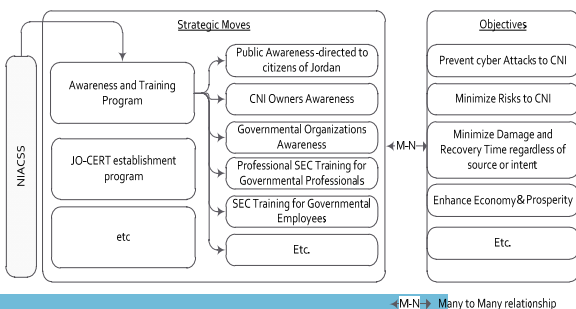 Strategic Moves
Objectives
NIACSS
Awareness and Training
Program
JO-CERT establishment
program
etc
Public Awareness-directed to
citizens of Jordan
CNI Owners Awareness
Governmental Organizations
Awareness
Professional SEC Training for
Governmental Professionals
SEC Training for Governmental
Employees
Etc.
M-N
Prevent cyber Attacks to CNI
Minimize Risks to CNI
Minimize Damage and
Recovery Time regardless of
source or intent
Enhance Economy & Prosperity
Etc.
M-N Many to Many relationship